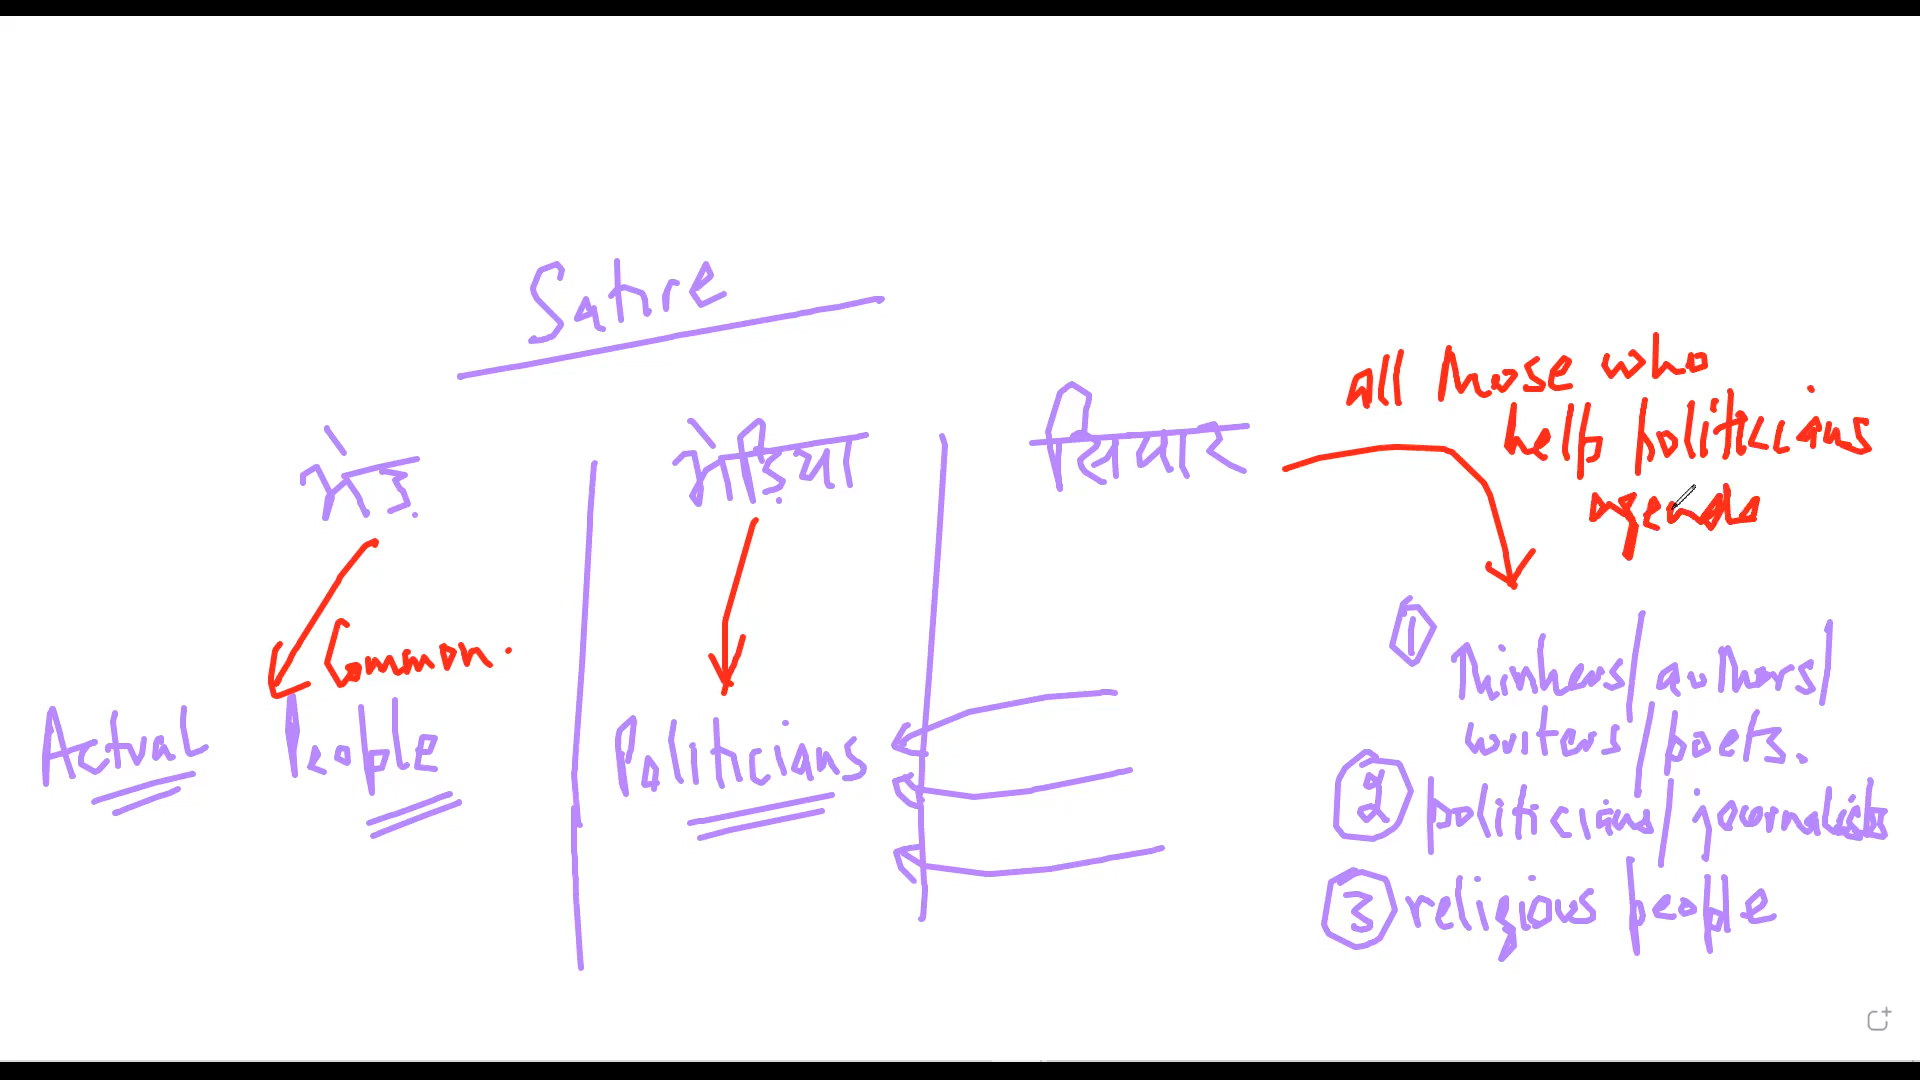 Satire
भेड़
भेड़िया
सियार
all those who
help politicians
agenda
Common.
Actual People
Politicians
① Thinkers/authors/
writers/poets.
② politicians/journalists
③ religious people